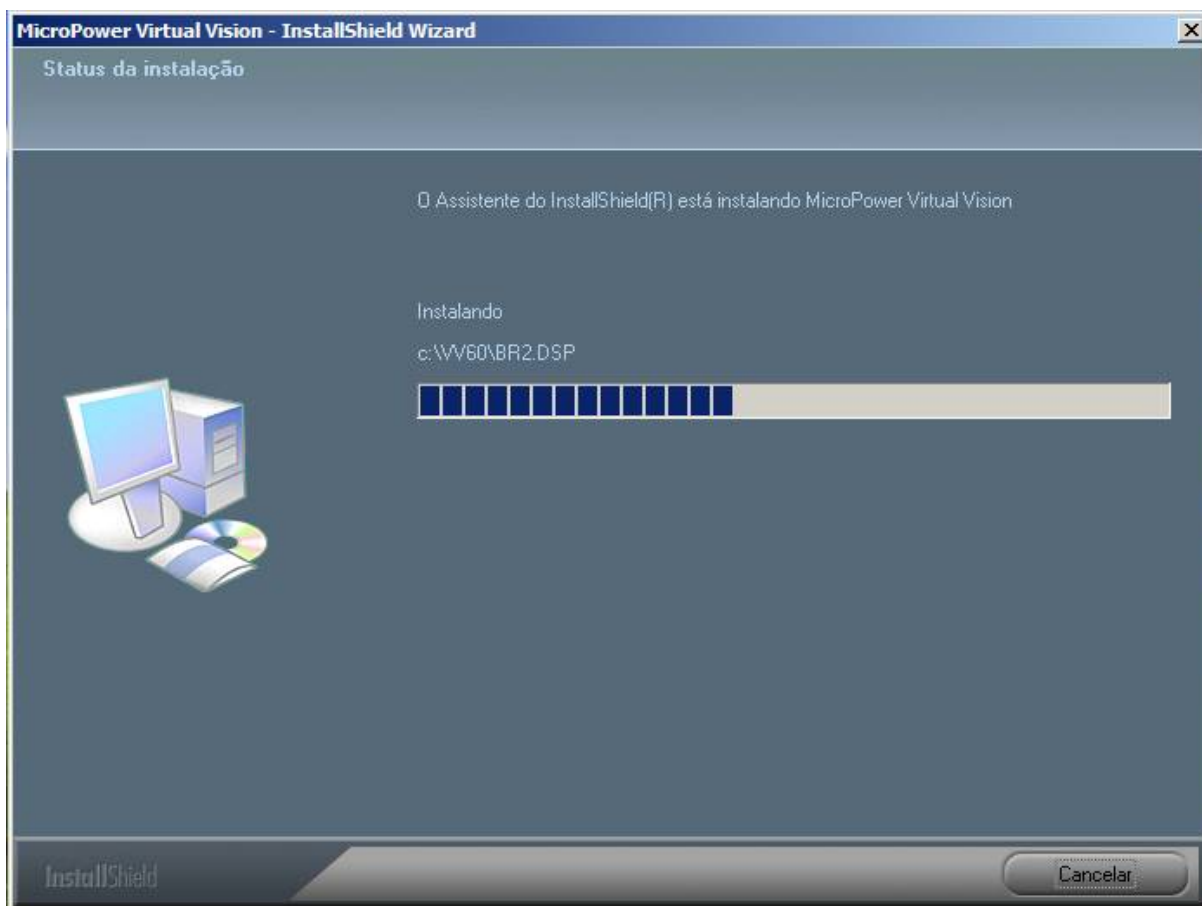 MicroPower Virtual Vision - InstallShield Wizard
Status da instalação
O Assistente do InstallShield(R) está instalando MicroPower Virtual Vision
Instalando
c:\VV60\BR2.DSP
InstallShield
Cancelar